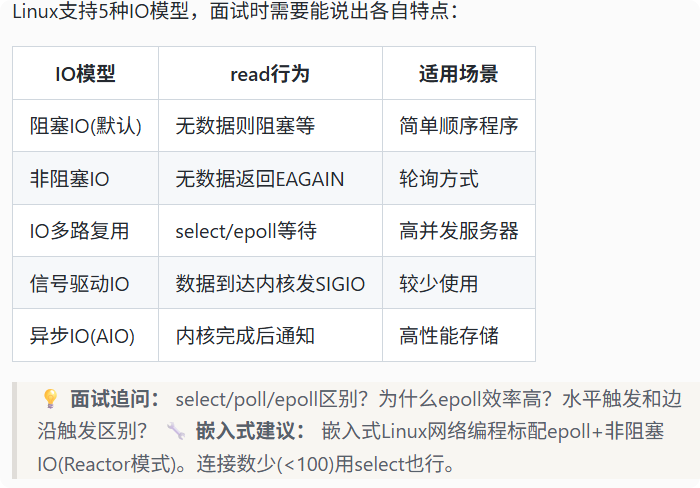 Linux支持5种IO模型，面试时需要能说出各自特点：
IO模型 read行为 适用场景
阻塞IO(默认) 无数据则阻塞等 简单顺序程序
非阻塞IO 无数据返回EAGAIN 轮询方式
IO多路复用 select/epoll等待 高并发服务器
信号驱动IO 数据到达内核发SIGIO 较少使用
异步IO(AIO) 内核完成后通知 高性能存储
💡 面试追问： select/poll/epoll区别？为什么epoll效率高？水平触发和边
沿触发区别？ 🔧 嵌入式建议： 嵌入式Linux网络编程标配epoll+非阻塞
IO(Reactor模式)。连接数少(<100)用select也行。